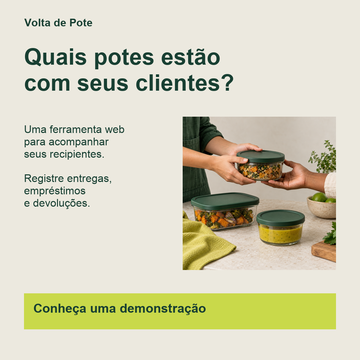 Volta de Pote
Quais potes estão
com seus clientes?
Uma ferramenta web
para acompanhar
seus recipientes.
Registre entregas,
empréstimos
e devoluções.
Conheça uma demonstração